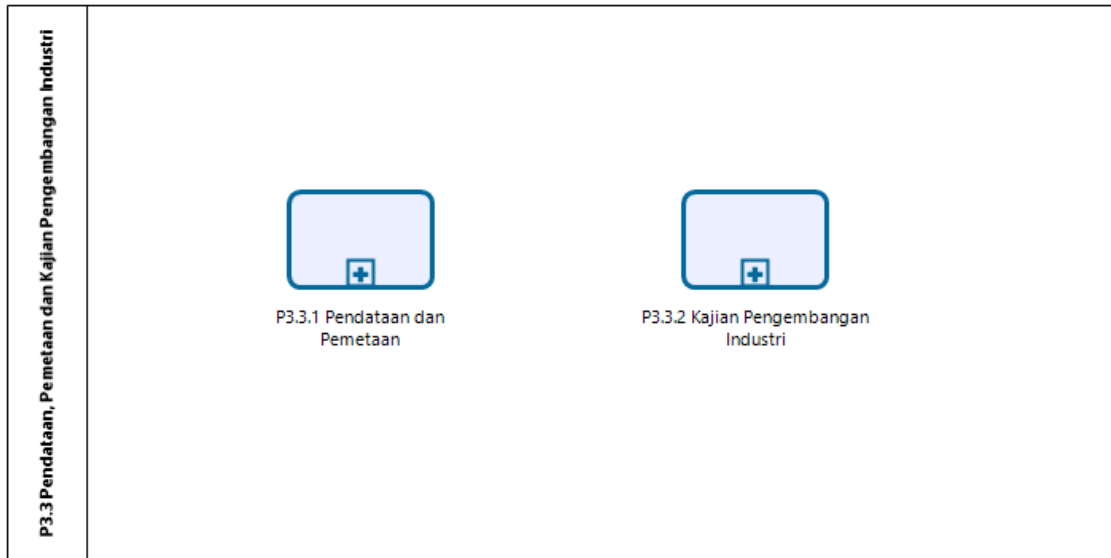 P3.3 Pendataan, Pemetaan dan Kajian Pengembangan Industri
P3.3.1 Pendataan dan
Pemetaan
P3.3.2 Kajian Pengembangan
Industri